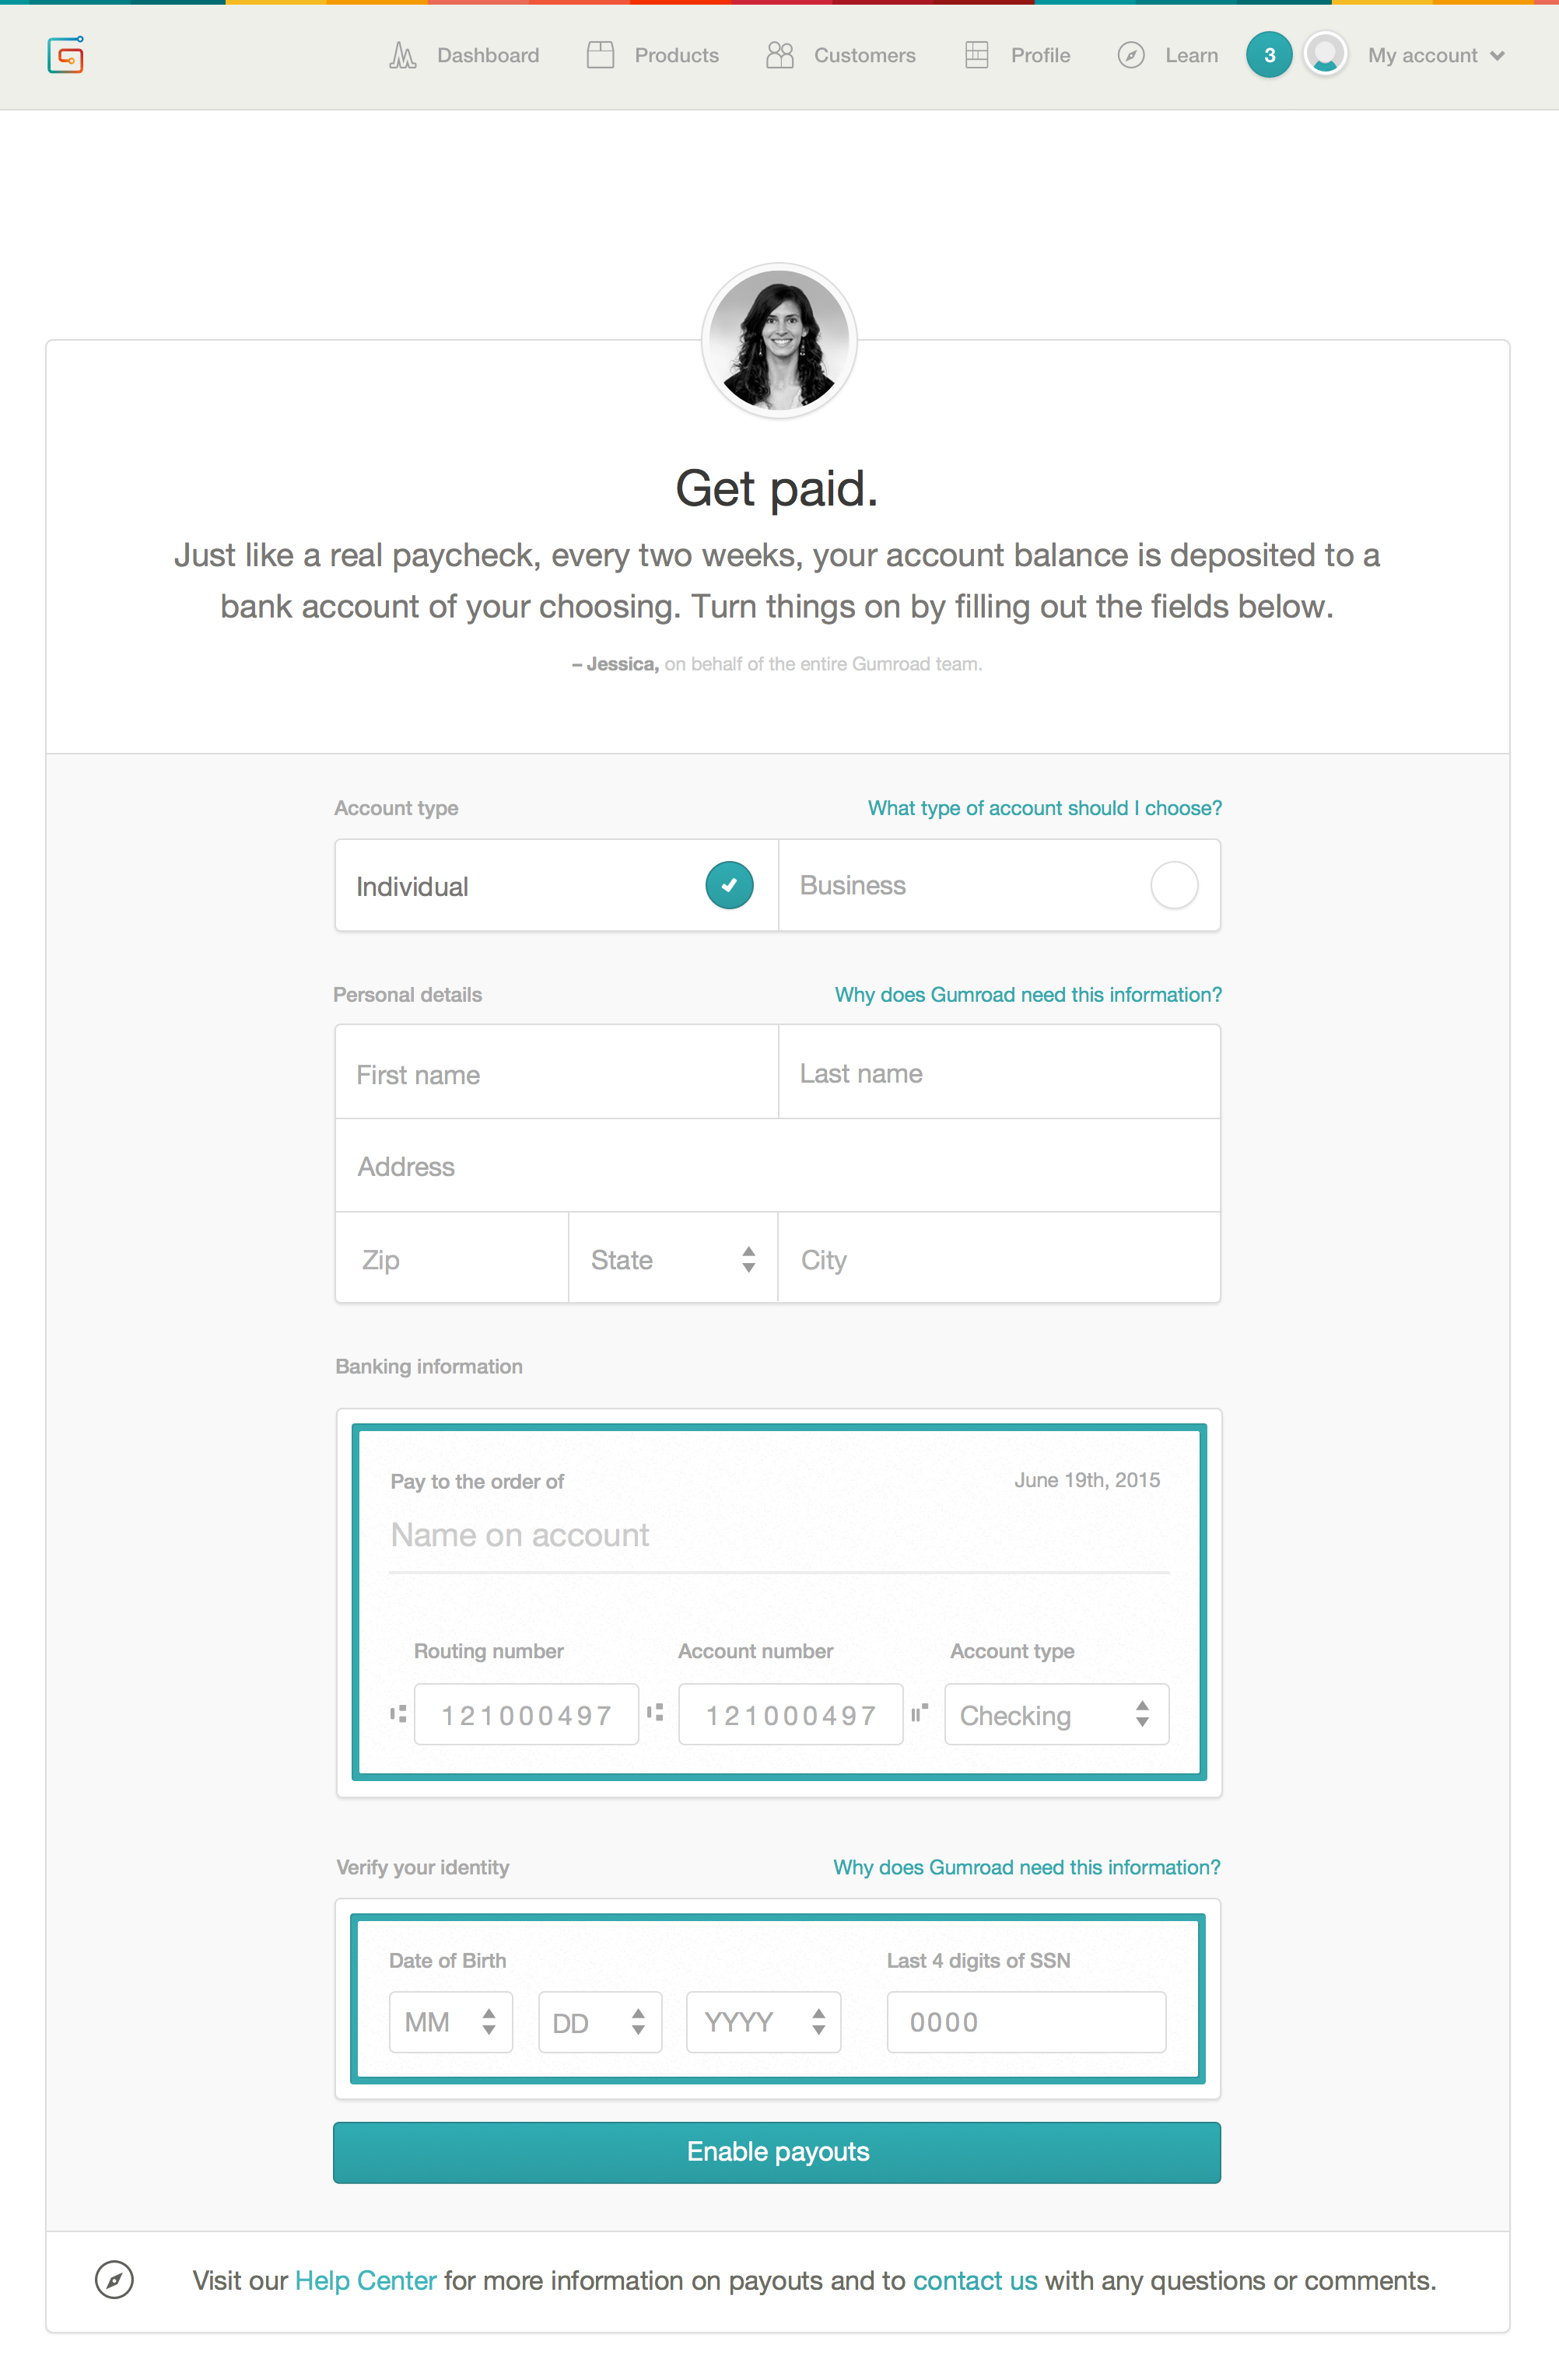 Dashboard
Products
Customers
Profile
Learn
3
My account
Get paid.
Just like a real paycheck, every two weeks, your account balance is deposited to a
bank account of your choosing. Turn things on by filling out the fields below.
– Jessica, on behalf of the entire Gumroad team.
Account type
What type of account should I choose?
Individual
Business
Personal details
Why does Gumroad need this information?
First name
Last name
Address
Zip
State
City
Banking information
Pay to the order of
June 19th, 2015
Name on account
Routing number
Account number
Account type
121000497
121000497
Checking
Verify your identity
Why does Gumroad need this information?
Date of Birth
Last 4 digits of SSN
MM
DD
YYYY
0000
Enable payouts
Visit our Help Center for more information on payouts and to contact us with any questions or comments.